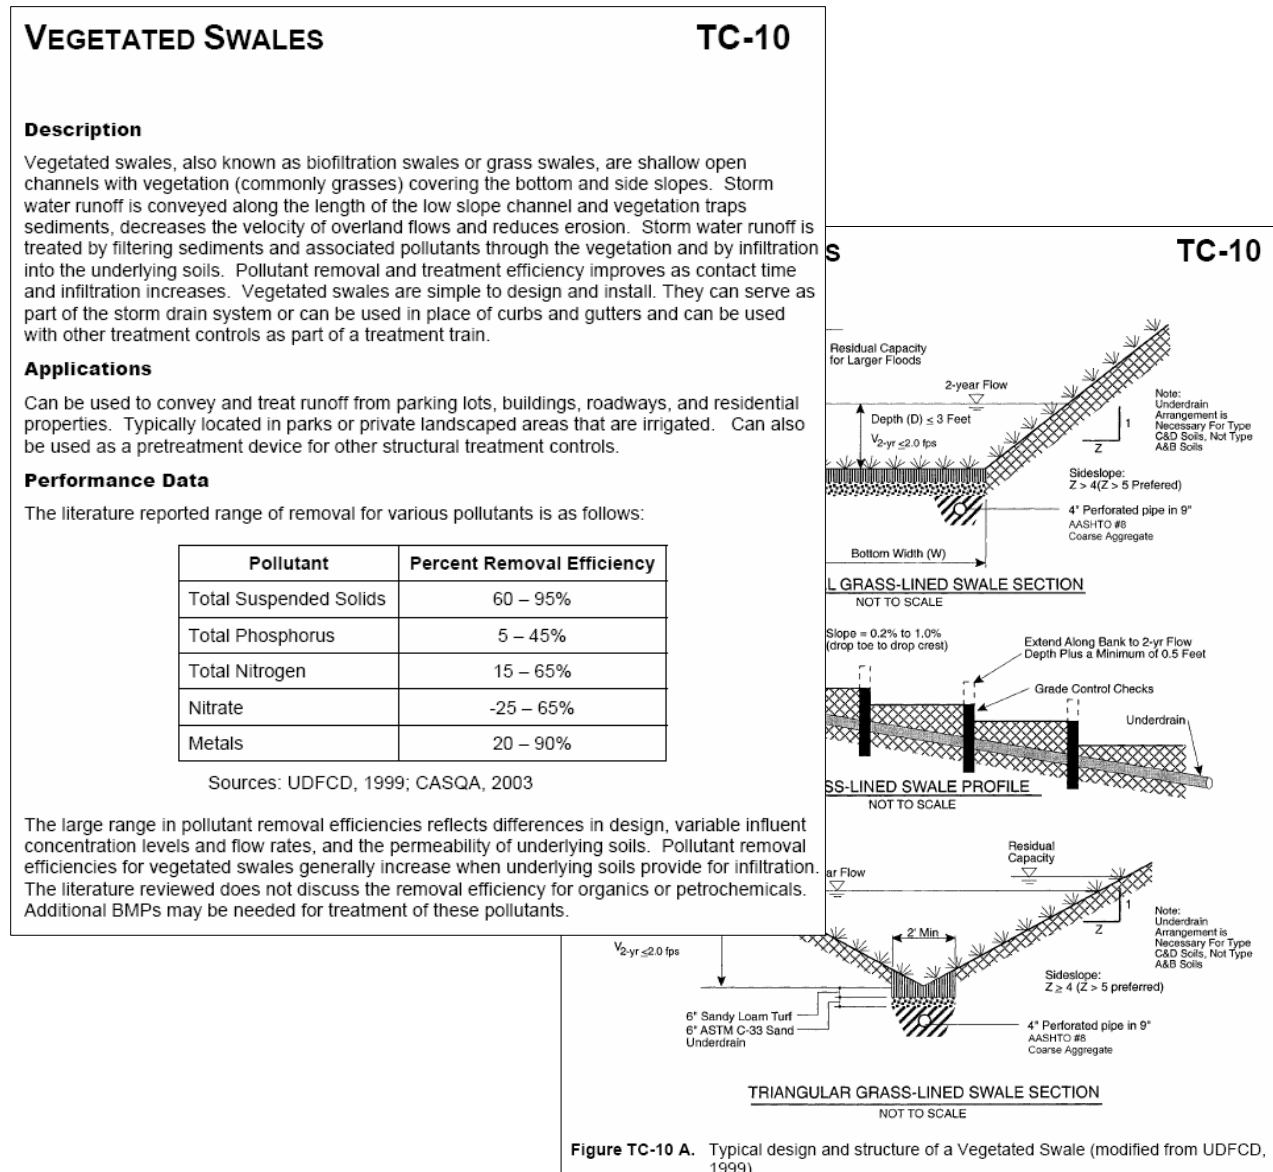 VEGETATED SWALES TC-10
Description
Vegetated swales, also known as biofiltration swales or grass swales, are shallow open
channels with vegetation (commonly grasses) covering the bottom and side slopes. Storm
water runoff is conveyed along the length of the low slope channel and vegetation traps
sediments, decreases the velocity of overland flows and reduces erosion. Storm water runoff is
treated by filtering sediments and associated pollutants through the vegetation and by infiltration
into the underlying soils. Pollutant removal and treatment efficiency improves as contact time
and infiltration increases. Vegetated swales are simple to design and install. They can serve as
part of the storm drain system or can be used in place of curbs and gutters and can be used
with other treatment controls as part of a treatment train.
Applications
Can be used to convey and treat runoff from parking lots, buildings, roadways, and residential
properties. Typically located in parks or private landscaped areas that are irrigated. Can also
be used as a pretreatment device for other structural treatment controls.
Performance Data
The literature reported range of removal for various pollutants is as follows:
Pollutant Percent Removal Efficiency
Total Suspended Solids 60 – 95%
Total Phosphorus 5 – 45%
Total Nitrogen 15 – 65%
Nitrate -25 – 65%
Metals 20 – 90%
Sources: UDFCD, 1999; CASQA, 2003
The large range in pollutant removal efficiencies reflects differences in design, variable influent
concentration levels and flow rates, and the permeability of underlying soils. Pollutant removal
efficiencies for vegetated swales generally increase when underlying soils provide for infiltration.
The literature reviewed does not discuss the removal efficiency for organics or petrochemicals.
Additional BMPs may be needed for treatment of these pollutants.
S TC-10
Residual Capacity
for Larger Floods
2-year Flow
Depth (D) ≤ 3 Feet
V2-yr ≤2.0 fps
1
Z
Note:
Underdrain
Arrangement is
Necessary For Type
C&D Soils, Not Type
A&B Soils
Sideslope:
Z > 4(Z > 5 Prefered)
4" Perforated pipe in 9"
AASHTO #8
Coarse Aggregate
Bottom Width (W)
L GRASS-LINED SWALE SECTION
NOT TO SCALE
Slope = 0.2% to 1.0%
(drop toe to drop crest)
Extend Along Bank to 2-yr Flow
Depth Plus a Minimum of 0.5 Feet
Grade Control Checks
Underdrain
SS-LINED SWALE PROFILE
NOT TO SCALE
ar Flow
Residual
Capacity
1
Z
Note:
Underdrain
Arrangement is
Necessary For Type
C&D Soils, Not Type
A&B Soils
2' Min
V2-yr ≤2.0 fps
Sideslope:
Z ≥ 4 (Z > 5 preferred)
6" Sandy Loam Turf
6" ASTM C-33 Sand
Underdrain
4" Perforated pipe in 9"
AASHTO #8
Coarse Aggregate
TRIANGULAR GRASS-LINED SWALE SECTION
NOT TO SCALE
Figure TC-10 A. Typical design and structure of a Vegetated Swale (modified from UDFCD,
1999)